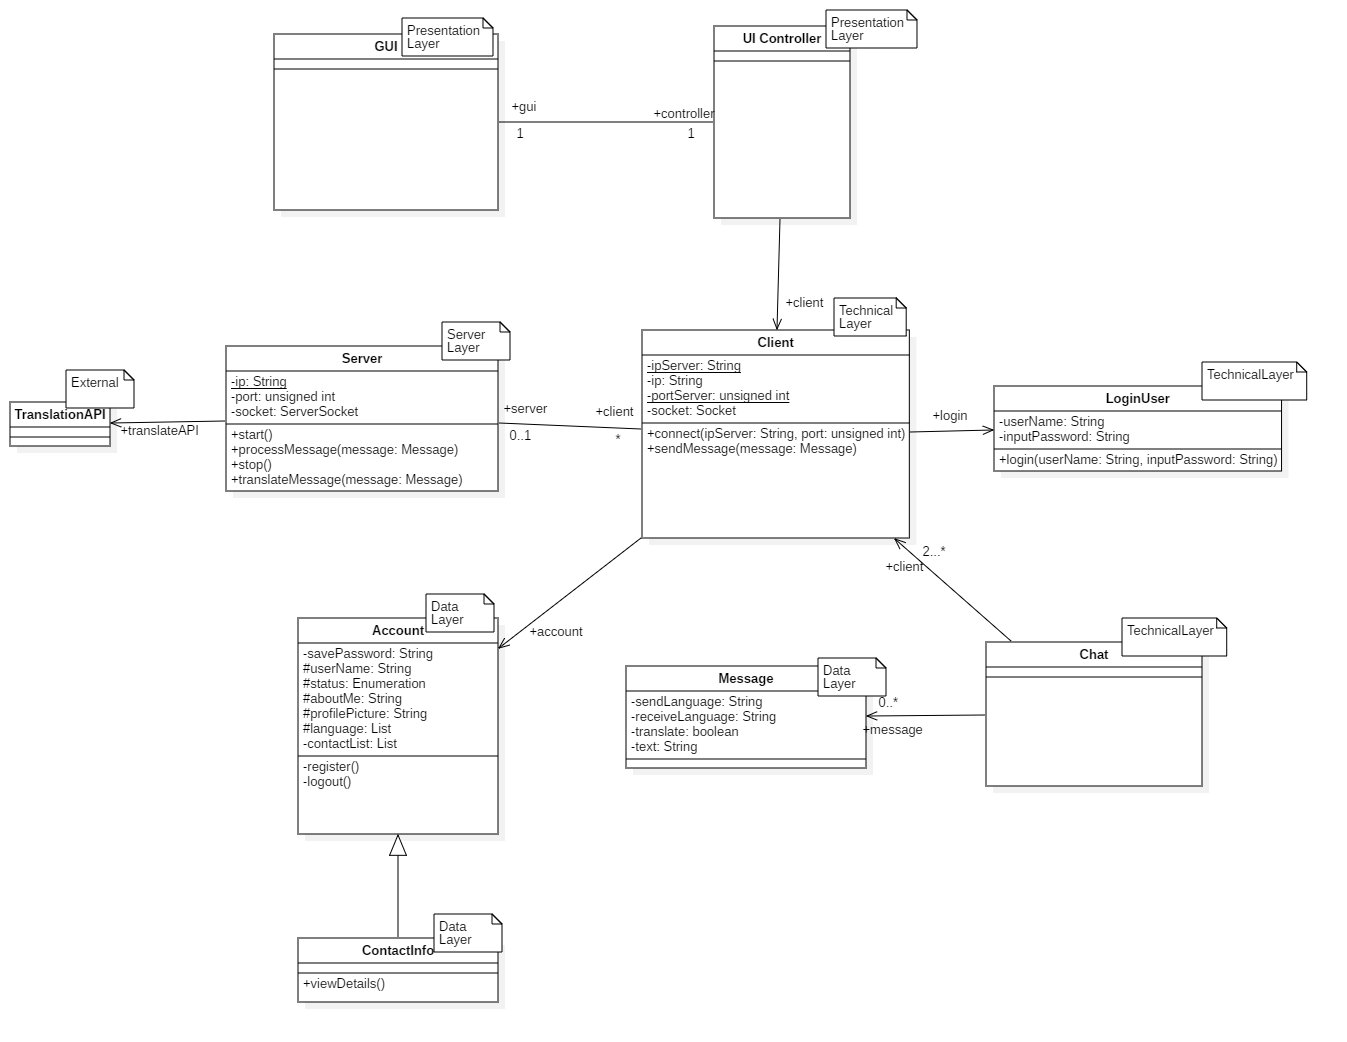 GUI
Presentation
Layer
UI Controller
Presentation
Layer
+gui
1
+controller
1
+client
Server
Server
Layer
-ip: String
-port: unsigned int
-socket: ServerSocket
+start()
+processMessage(message: Message)
+stop()
+translateMessage(message: Message)
External
TranslationAPI
+translateAPI
+server
0..1
+client
*
Client
Technical
Layer
-ipServer: String
-ip: String
-portServer: unsigned int
-socket: Socket
+connect(ipServer: String, port: unsigned int)
+sendMessage(message: Message)
+login
LoginUser
TechnicalLayer
-userName: String
-inputPassword: String
+login(userName: String, inputPassword: String)
2...*
+client
+account
Account
Data
Layer
-savePassword: String
#userName: String
#status: Enumeration
#aboutMe: String
#profilePicture: String
#language: List
-contactList: List
-register()
-logout()
Message
Data
Layer
-sendLanguage: String
-receiveLanguage: String
-translate: boolean
-text: String
0..*
+message
Chat
TechnicalLayer
ContactInfo
Data
Layer
+viewDetails()